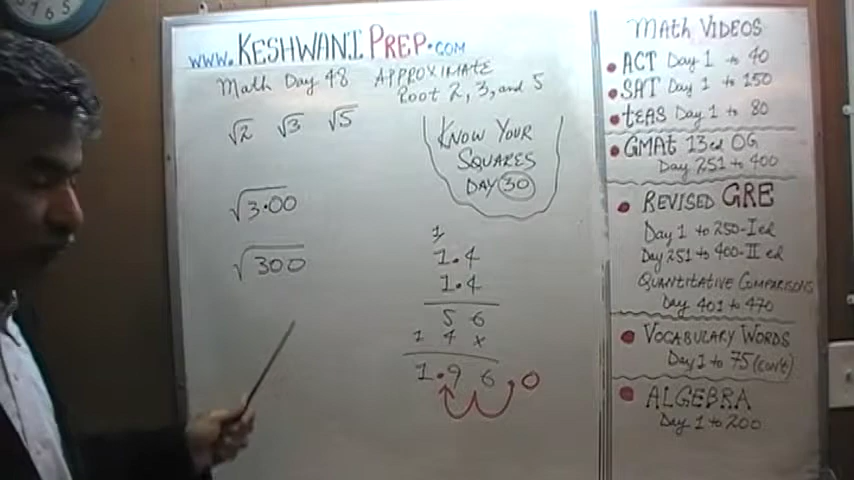 www.KESHWANIPREP.com
Math Day 48
APPROXIMATE
Root 2, 3, and 5
√2 √3 √5
KNOW YOUR
SQUARES
DAY 30
√3.00
√300
1
1.4
1.4
5 6
1 4 x
1.9 6.0
Math VIDEOS
ACT Day 1 to 40
SAT Day 1 to 150
tEAS Day 1 to 80
GMAt 13ed OG
Day 251 to 400
REVISED GRE
Day 1 to 250-I ed
Day 251 to 400-II ed
QUANTITATIVE COMPARISONS
Day 401 to 470
VOCABULARY WORDS
Day 1 to 75 (con't)
ALGEBRA
Day 1 to 200